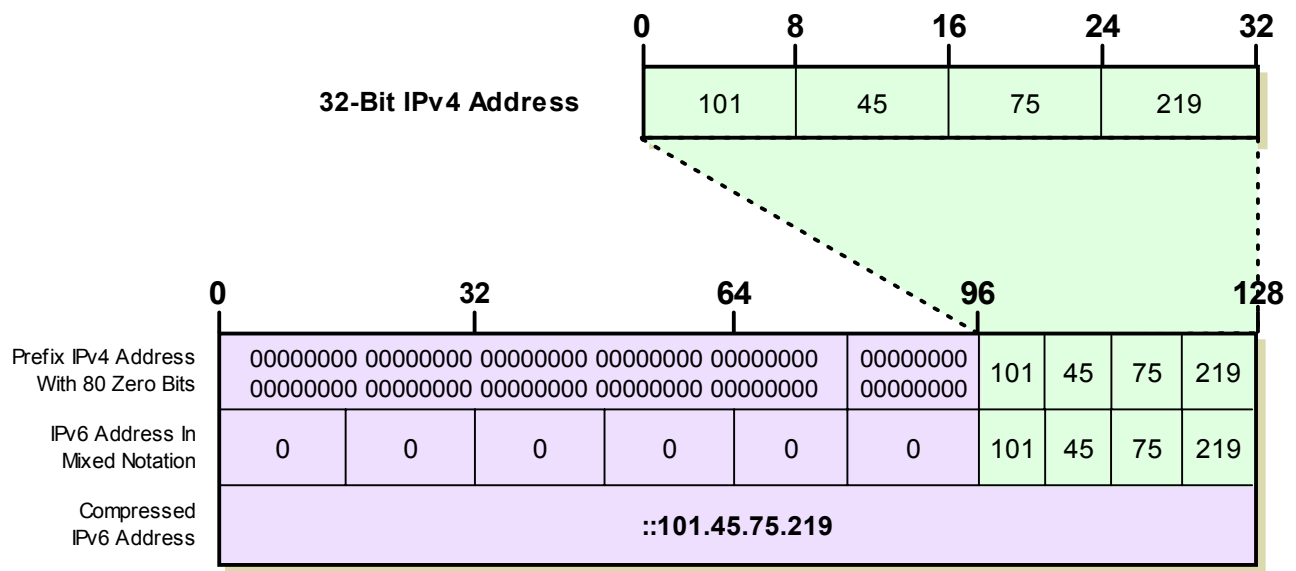 0 8 16 24 32
32-Bit IPv4 Address
101 45 75 219
0 32 64 96 128
Prefix IPv4 Address
With 80 Zero Bits
00000000 00000000 00000000 00000000 00000000
00000000 00000000 00000000 00000000 00000000
00000000
00000000
101 45 75 219
IPv6 Address In
Mixed Notation
0 0 0 0 0 0 101 45 75 219
Compressed
IPv6 Address
::101.45.75.219